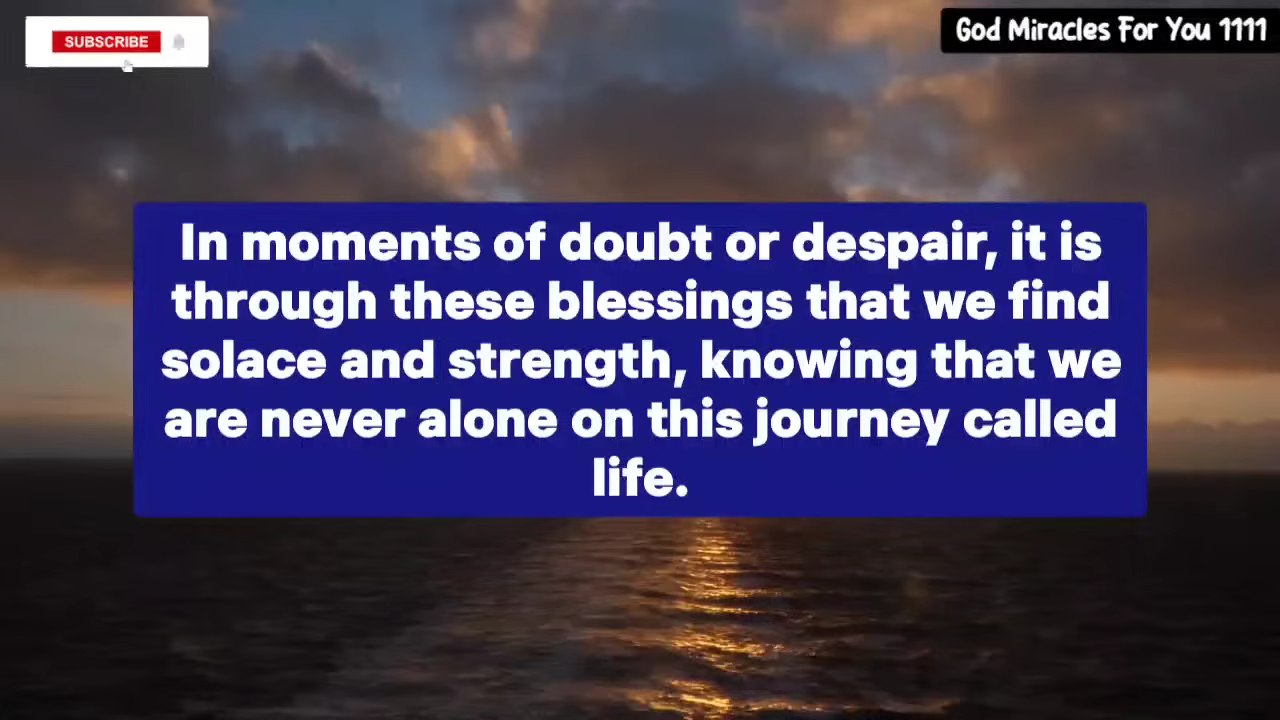 SUBSCRIBE
God Miracles For You 1111
In moments of doubt or despair, it is
through these blessings that we find
solace and strength, knowing that we
are never alone on this journey called
life.